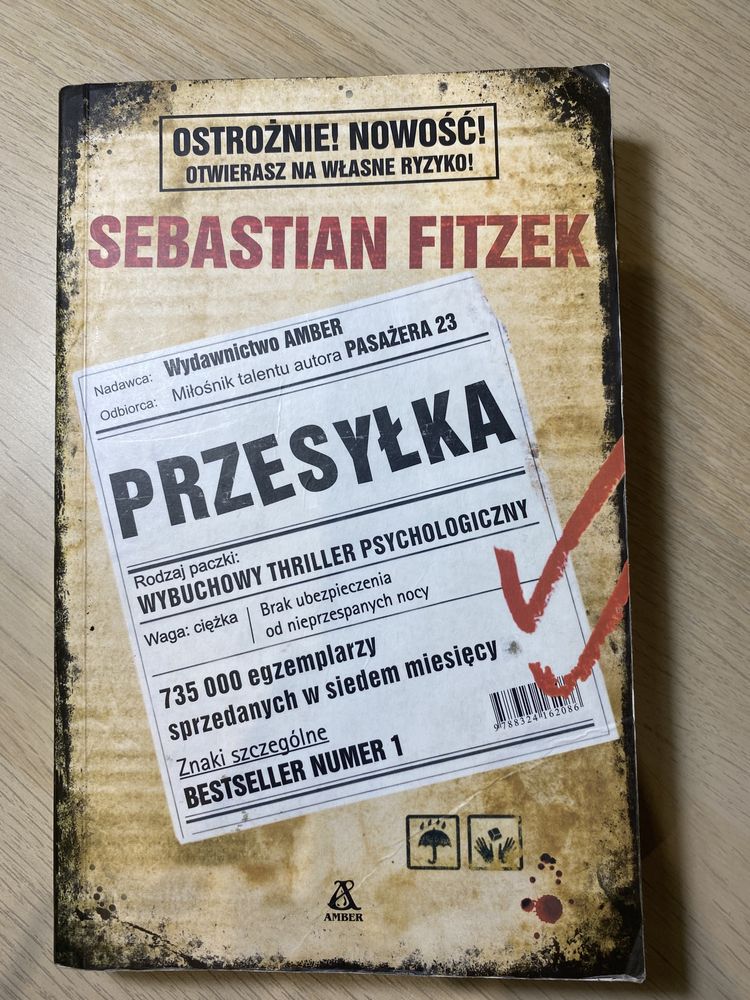 OSTROŻNIE! NOWOŚĆ!
OTWIERASZ NA WŁASNE RYZYKO!
SEBASTIAN FITZEK
Nadawca: Wydawnictwo AMBER
Odbiorca: Miłośnik talentu autora PASAŻERA 23
PRZESYŁKA
Rodzaj paczki:
WYBUCHOWY THRILLER PSYCHOLOGICZNY
Waga: ciężka
Brak ubezpieczenia
od nieprzespanych nocy
735 000 egzemplarzy
sprzedanych w siedem miesięcy
Znaki szczególne
BESTSELLER NUMER 1
9788324162086
AMBER